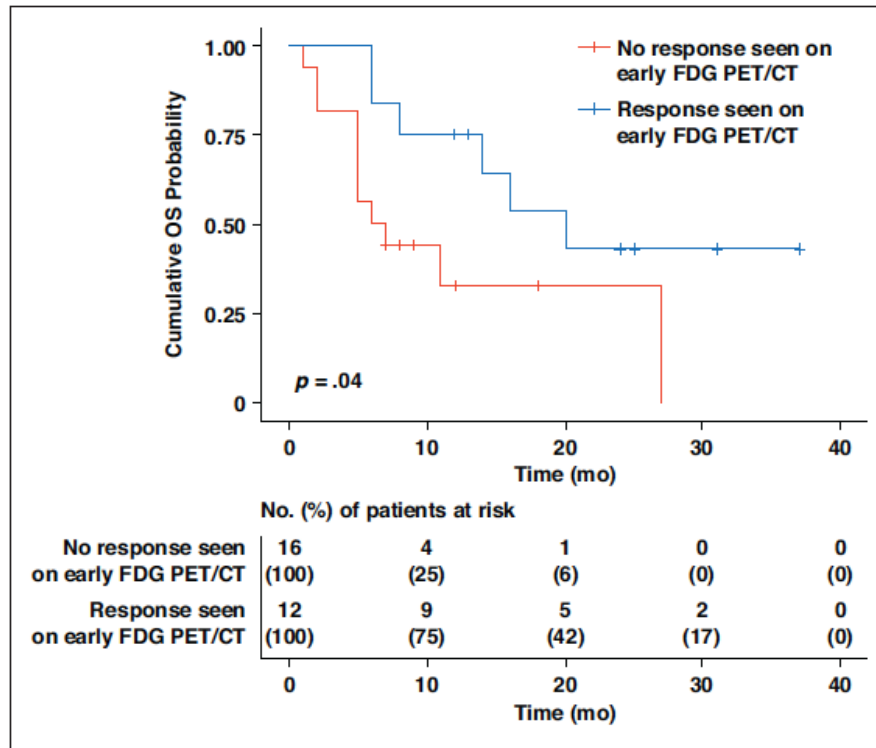 1.00
0.75
0.50
0.25
0
Cumulative OS Probability
No response seen on
early FDG PET/CT
Response seen on
early FDG PET/CT
p = .04
0 10 20 30 40
Time (mo)
No. (%) of patients at risk
No response seen 16 4 1 0 0
on early FDG PET/CT (100) (25) (6) (0) (0)
Response seen 12 9 5 2 0
on early FDG PET/CT (100) (75) (42) (17) (0)
0 10 20 30 40
Time (mo)